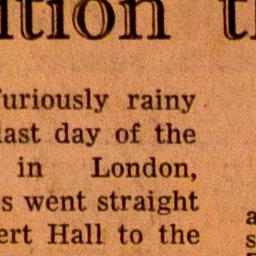 ition t
furiously rainy
last day of the
in London,
s went straight
ert Hall to the
a
s